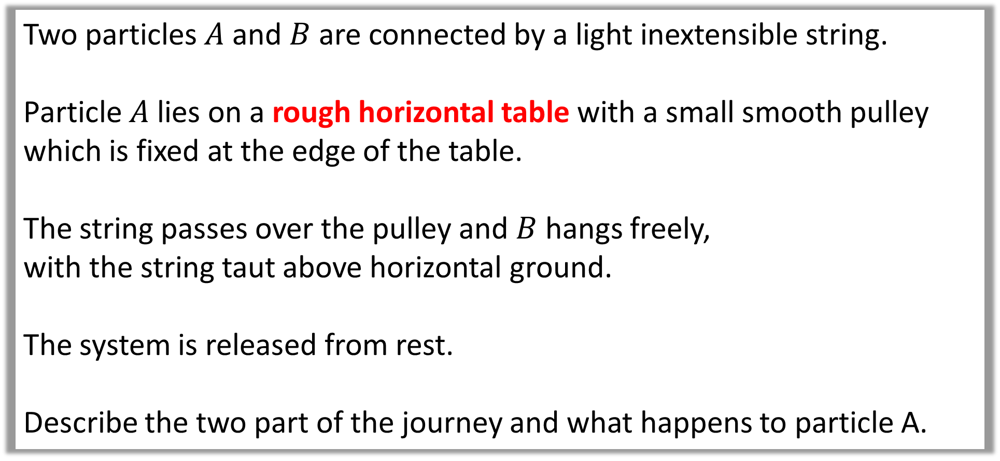 Two particles A and B are connected by a light inextensible string.
Particle A lies on a rough horizontal table with a small smooth pulley
which is fixed at the edge of the table.
The string passes over the pulley and B hangs freely,
with the string taut above horizontal ground.
The system is released from rest.
Describe the two part of the journey and what happens to particle A.